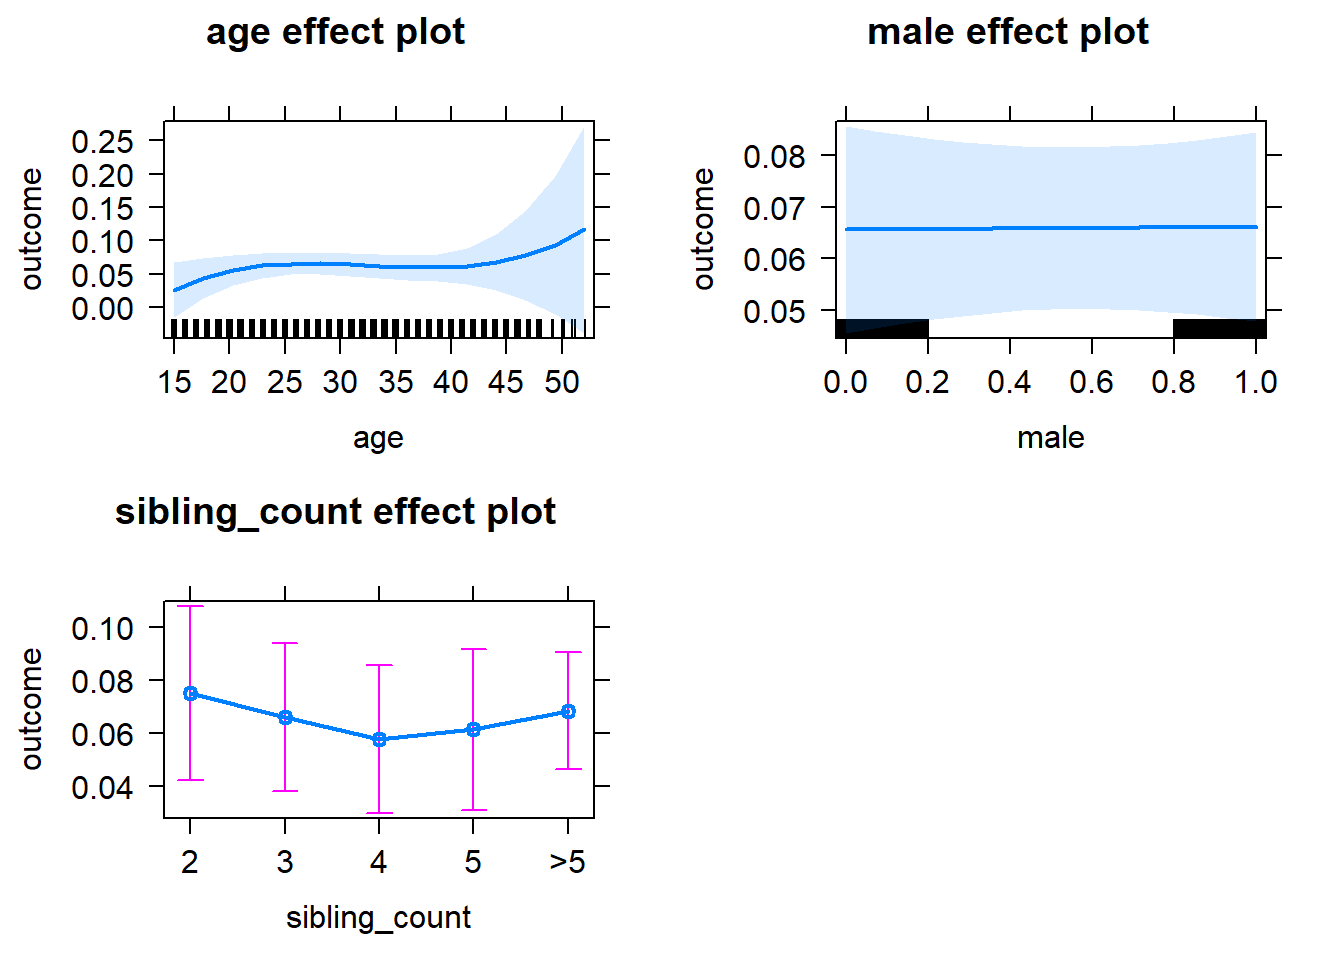 age effect plot
outcome
0.25
0.20
0.15
0.10
0.05
0.00
15 20 25 30 35 40 45 50
age
male effect plot
outcome
0.08
0.07
0.06
0.05
0.0 0.2 0.4 0.6 0.8 1.0
male
sibling_count effect plot
outcome
0.10
0.08
0.06
0.04
2 3 4 5 >5
sibling_count